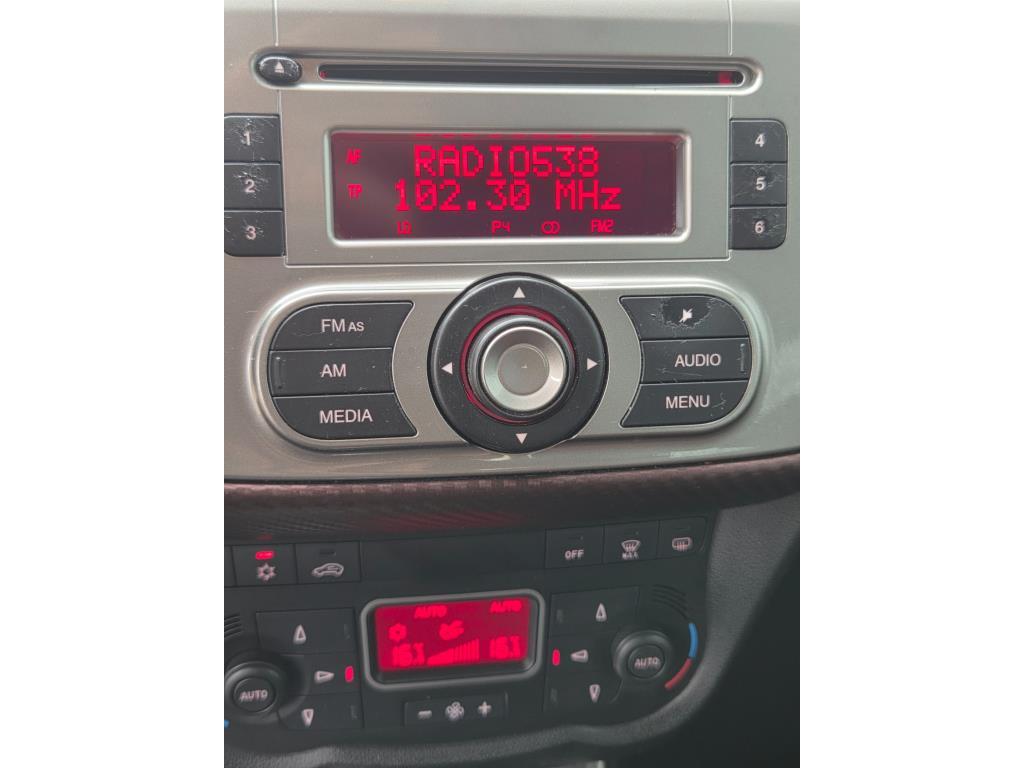 1
2
3
AF
RADIO538
TP
102.30 MHz
P4
FM2
4
5
6
FM AS
AM
MEDIA
AUDIO
MENU
OFF
MAX
AUTO AUTO
AUTO
AUTO